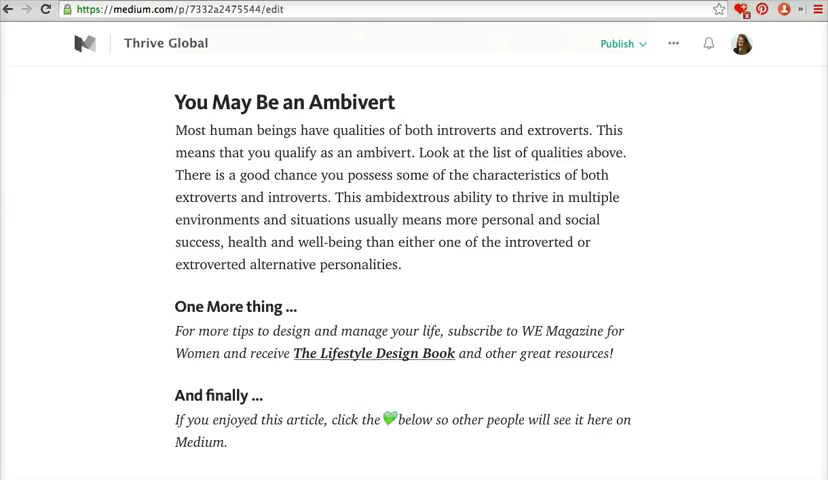 https://medium.com/p/7332a2475544/edit
Thrive Global
Publish
You May Be an Ambivert
Most human beings have qualities of both introverts and extroverts. This
means that you qualify as an ambivert. Look at the list of qualities above.
There is a good chance you possess some of the characteristics of both
extroverts and introverts. This ambidextrous ability to thrive in multiple
environments and situations usually means more personal and social
success, health and well-being than either one of the introverted or
extroverted alternative personalities.
One More thing ...
For more tips to design and manage your life, subscribe to WE Magazine for
Women and receive The Lifestyle Design Book and other great resources!
And finally ...
If you enjoyed this article, click the💚below so other people will see it here on
Medium.